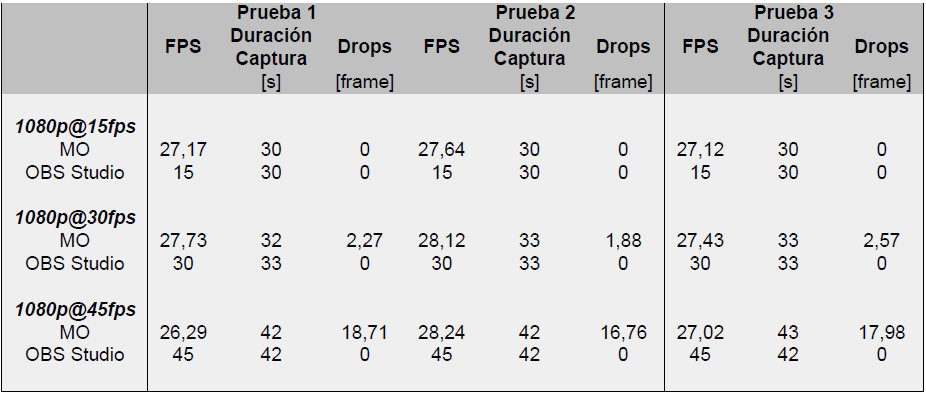 Prueba 1 Prueba 2 Prueba 3
FPS Duración Captura Drops FPS Duración Captura Drops FPS Duración Captura Drops
[s] [frame] [s] [frame] [s] [frame]
1080p@15fps
MO 27,17 30 0 27,64 30 0 27,12 30 0
OBS Studio 15 30 0 15 30 0 15 30 0
1080p@30fps
MO 27,73 32 2,27 28,12 33 1,88 27,43 33 2,57
OBS Studio 30 33 0 30 33 0 30 33 0
1080p@45fps
MO 26,29 42 18,71 28,24 42 16,76 27,02 43 17,98
OBS Studio 45 42 0 45 42 0 45 42 0